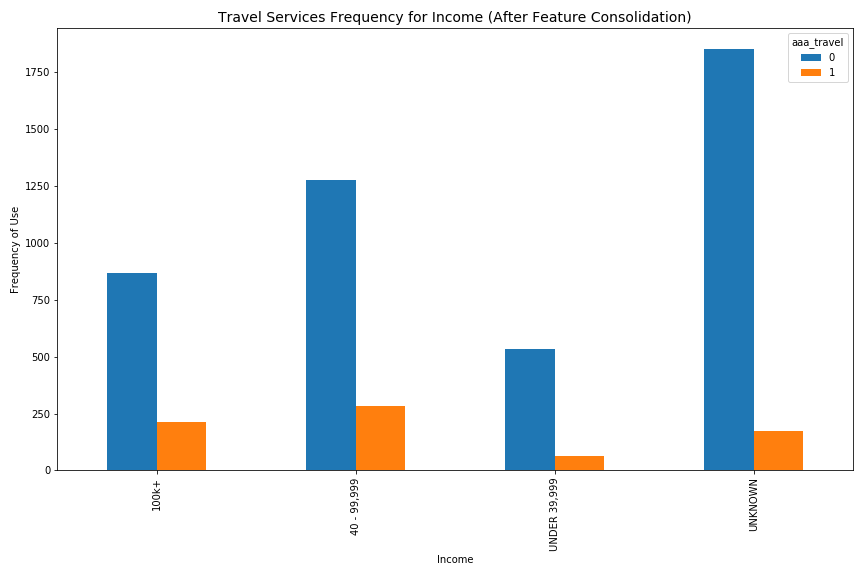 Travel Services Frequency for Income (After Feature Consolidation)
aaa_travel
0
1
Frequency of Use
1750
1500
1250
1000
750
500
250
0
100k+
40 - 99,999
UNDER 39,999
UNKNOWN
Income